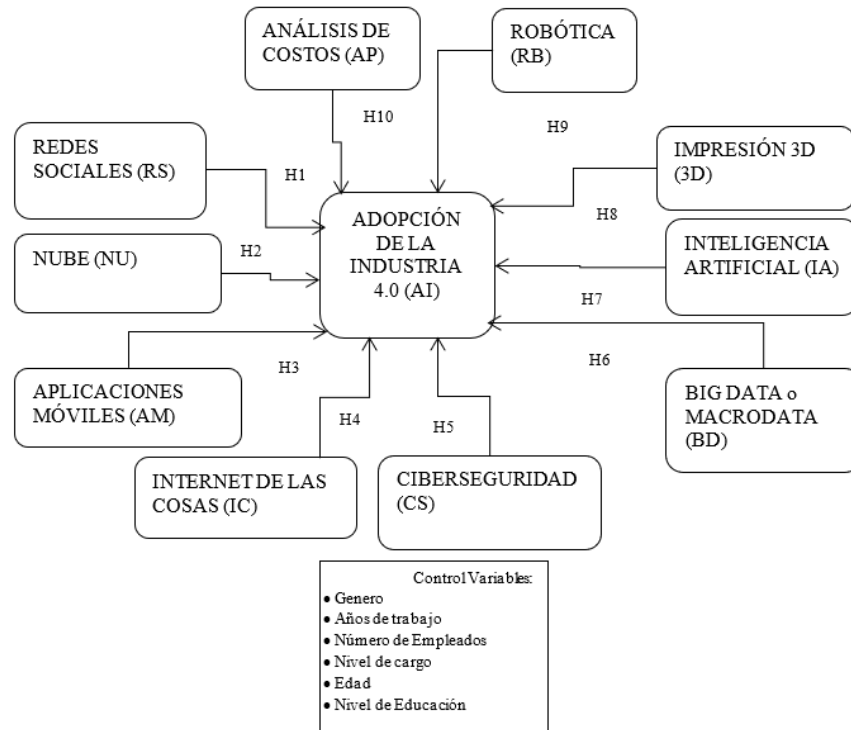 ANÁLISIS DE
COSTOS (AP)
ROBÓTICA
(RB)
H10
H9
REDES
SOCIALES (RS)
H1
IMPRESIÓN 3D
(3D)
ADOPCIÓN
DE LA
INDUSTRIA
4.0 (AI)
H8
NUBE (NU)
H2
INTELIGENCIA
ARTIFICIAL (IA)
H7
H3
H6
APLICACIONES
MÓVILES (AM)
BIG DATA o
MACRODATA
(BD)
H4
H5
INTERNET DE LAS
COSAS (IC)
CIBERSEGURIDAD
(CS)
Control Variables:
● Genero
● Años de trabajo
● Número de Empleados
● Nivel de cargo
● Edad
● Nivel de Educación